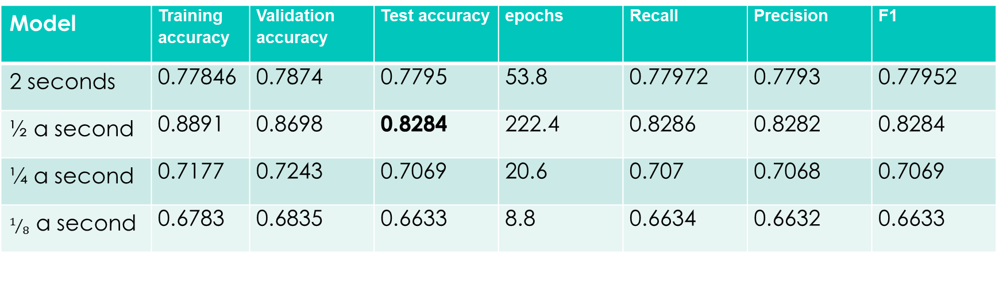 Model Training accuracy Validation accuracy Test accuracy epochs Recall Precision F1
2 seconds 0.77846 0.7874 0.7795 53.8 0.77972 0.7793 0.77952
½ a second 0.8891 0.8698 0.8284 222.4 0.8286 0.8282 0.8284
¼ a second 0.7177 0.7243 0.7069 20.6 0.707 0.7068 0.7069
⅛ a second 0.6783 0.6835 0.6633 8.8 0.6634 0.6632 0.6633